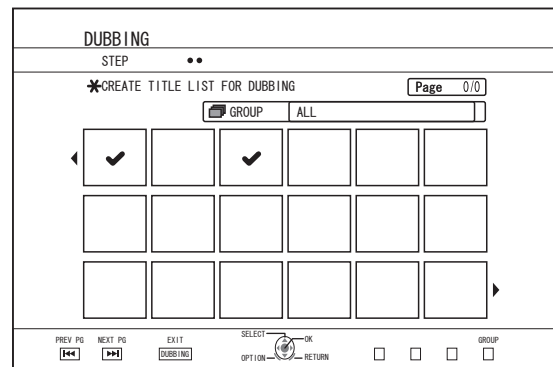 DUBBING
STEP ••
*CREATE TITLE LIST FOR DUBBING
Page 0/0
GROUP ALL
PREV PG NEXT PG EXIT SELECT OK GROUP
DUBBING OPTION RETURN